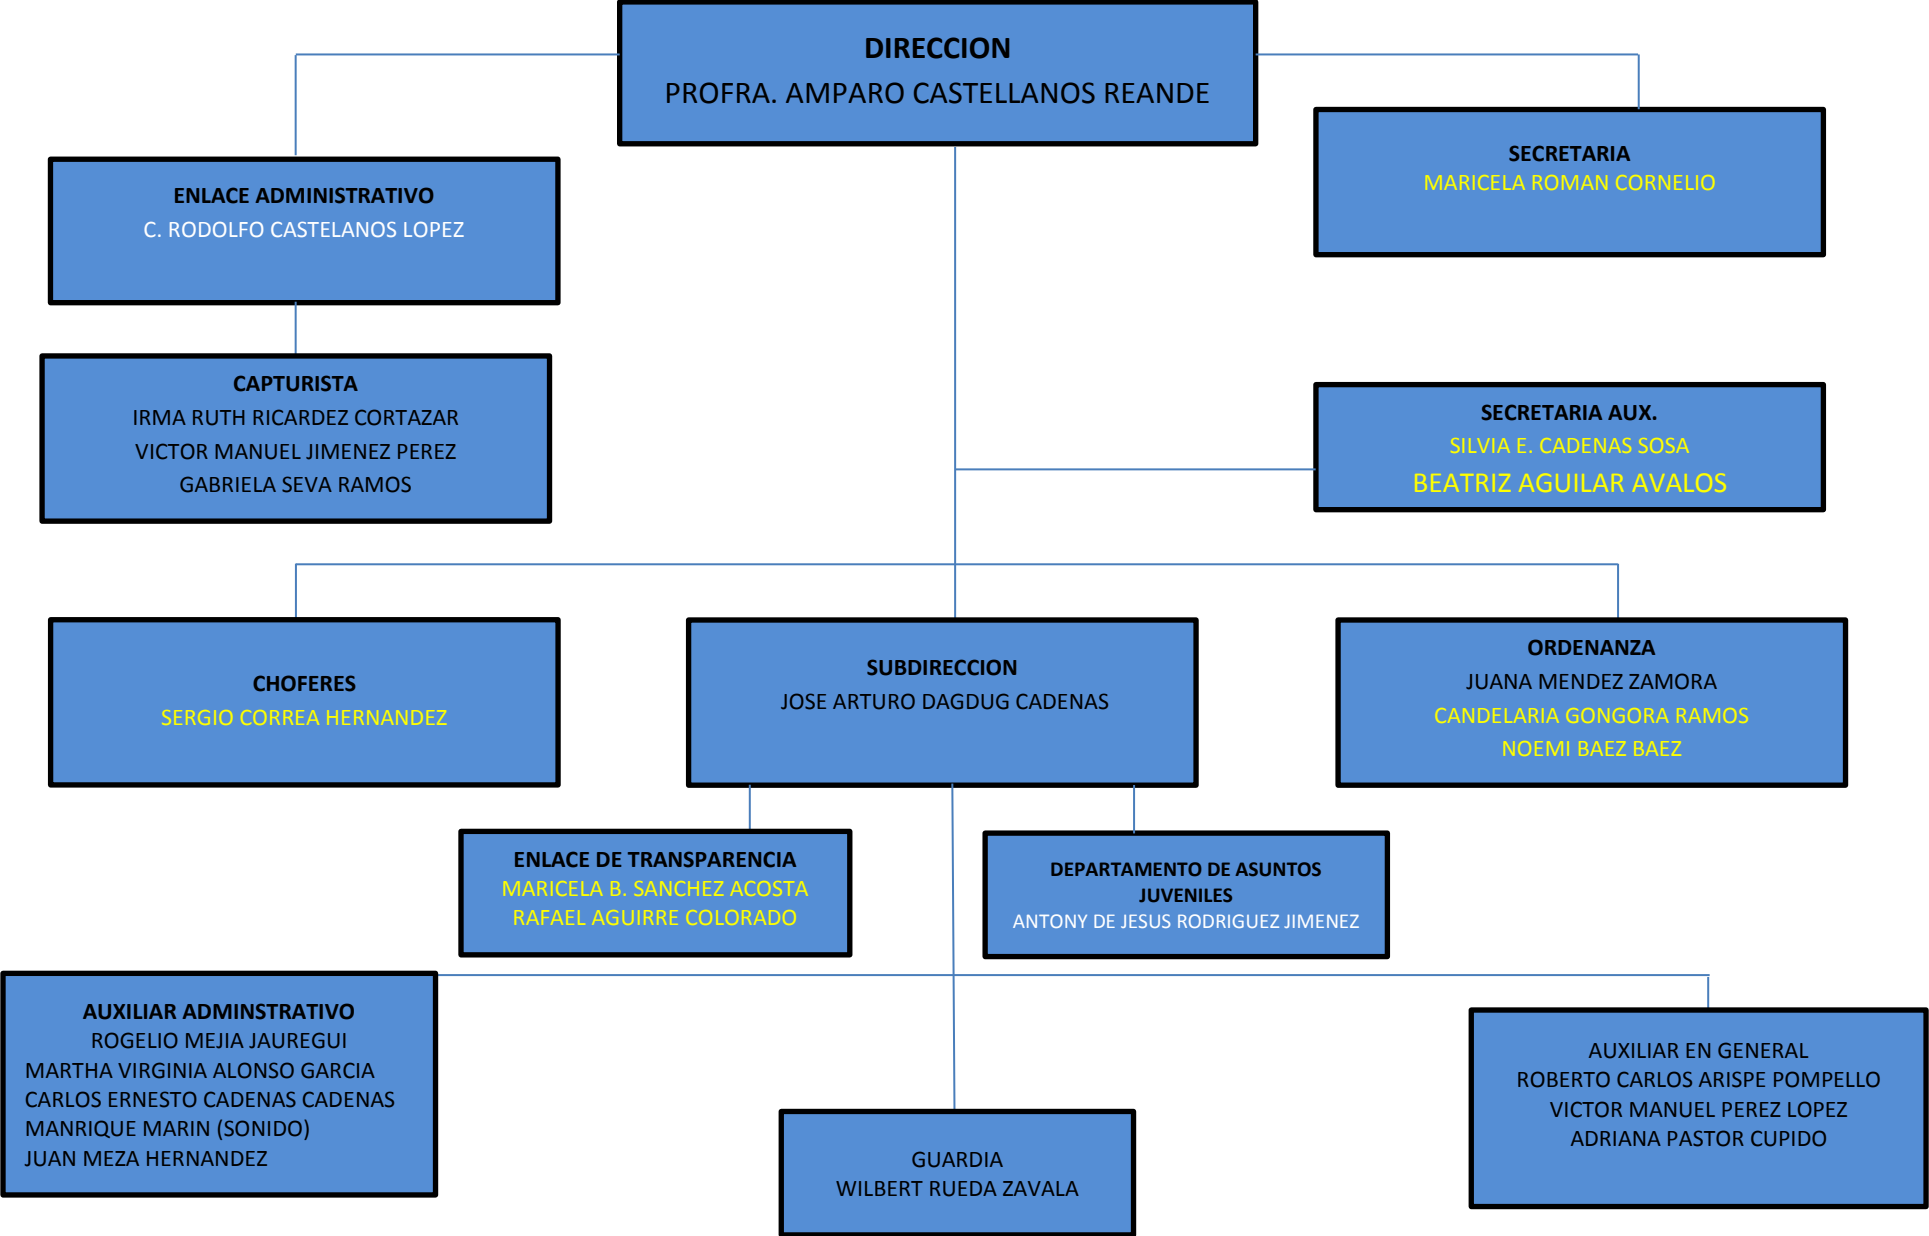 DIRECCION
PROFRA. AMPARO CASTELLANOS REANDE
SECRETARIA
MARICELA ROMAN CORNELIO
ENLACE ADMINISTRATIVO
C. RODOLFO CASTELANOS LOPEZ
CAPTURISTA
IRMA RUTH RICARDEZ CORTAZAR
VICTOR MANUEL JIMENEZ PEREZ
GABRIELA SEVA RAMOS
SECRETARIA AUX.
SILVIA E. CADENAS SOSA
BEATRIZ AGUILAR AVALOS
CHOFERES
SERGIO CORREA HERNANDEZ
SUBDIRECCION
JOSE ARTURO DAGDUG CADENAS
ORDENANZA
JUANA MENDEZ ZAMORA
CANDELARIA GONGORA RAMOS
NOEMI BAEZ BAEZ
ENLACE DE TRANSPARENCIA
MARICELA B. SANCHEZ ACOSTA
RAFAEL AGUIRRE COLORADO
DEPARTAMENTO DE ASUNTOS
JUVENILES
ANTONY DE JESUS RODRIGUEZ JIMENEZ
AUXILIAR ADMINSTRATIVO
ROGELIO MEJIA JAUREGUI
MARTHA VIRGINIA ALONSO GARCIA
CARLOS ERNESTO CADENAS CADENAS
MANRIQUE MARIN (SONIDO)
JUAN MEZA HERNANDEZ
GUARDIA
WILBERT RUEDA ZAVALA
AUXILIAR EN GENERAL
ROBERTO CARLOS ARISPE POMPELLO
VICTOR MANUEL PEREZ LOPEZ
ADRIANA PASTOR CUPIDO